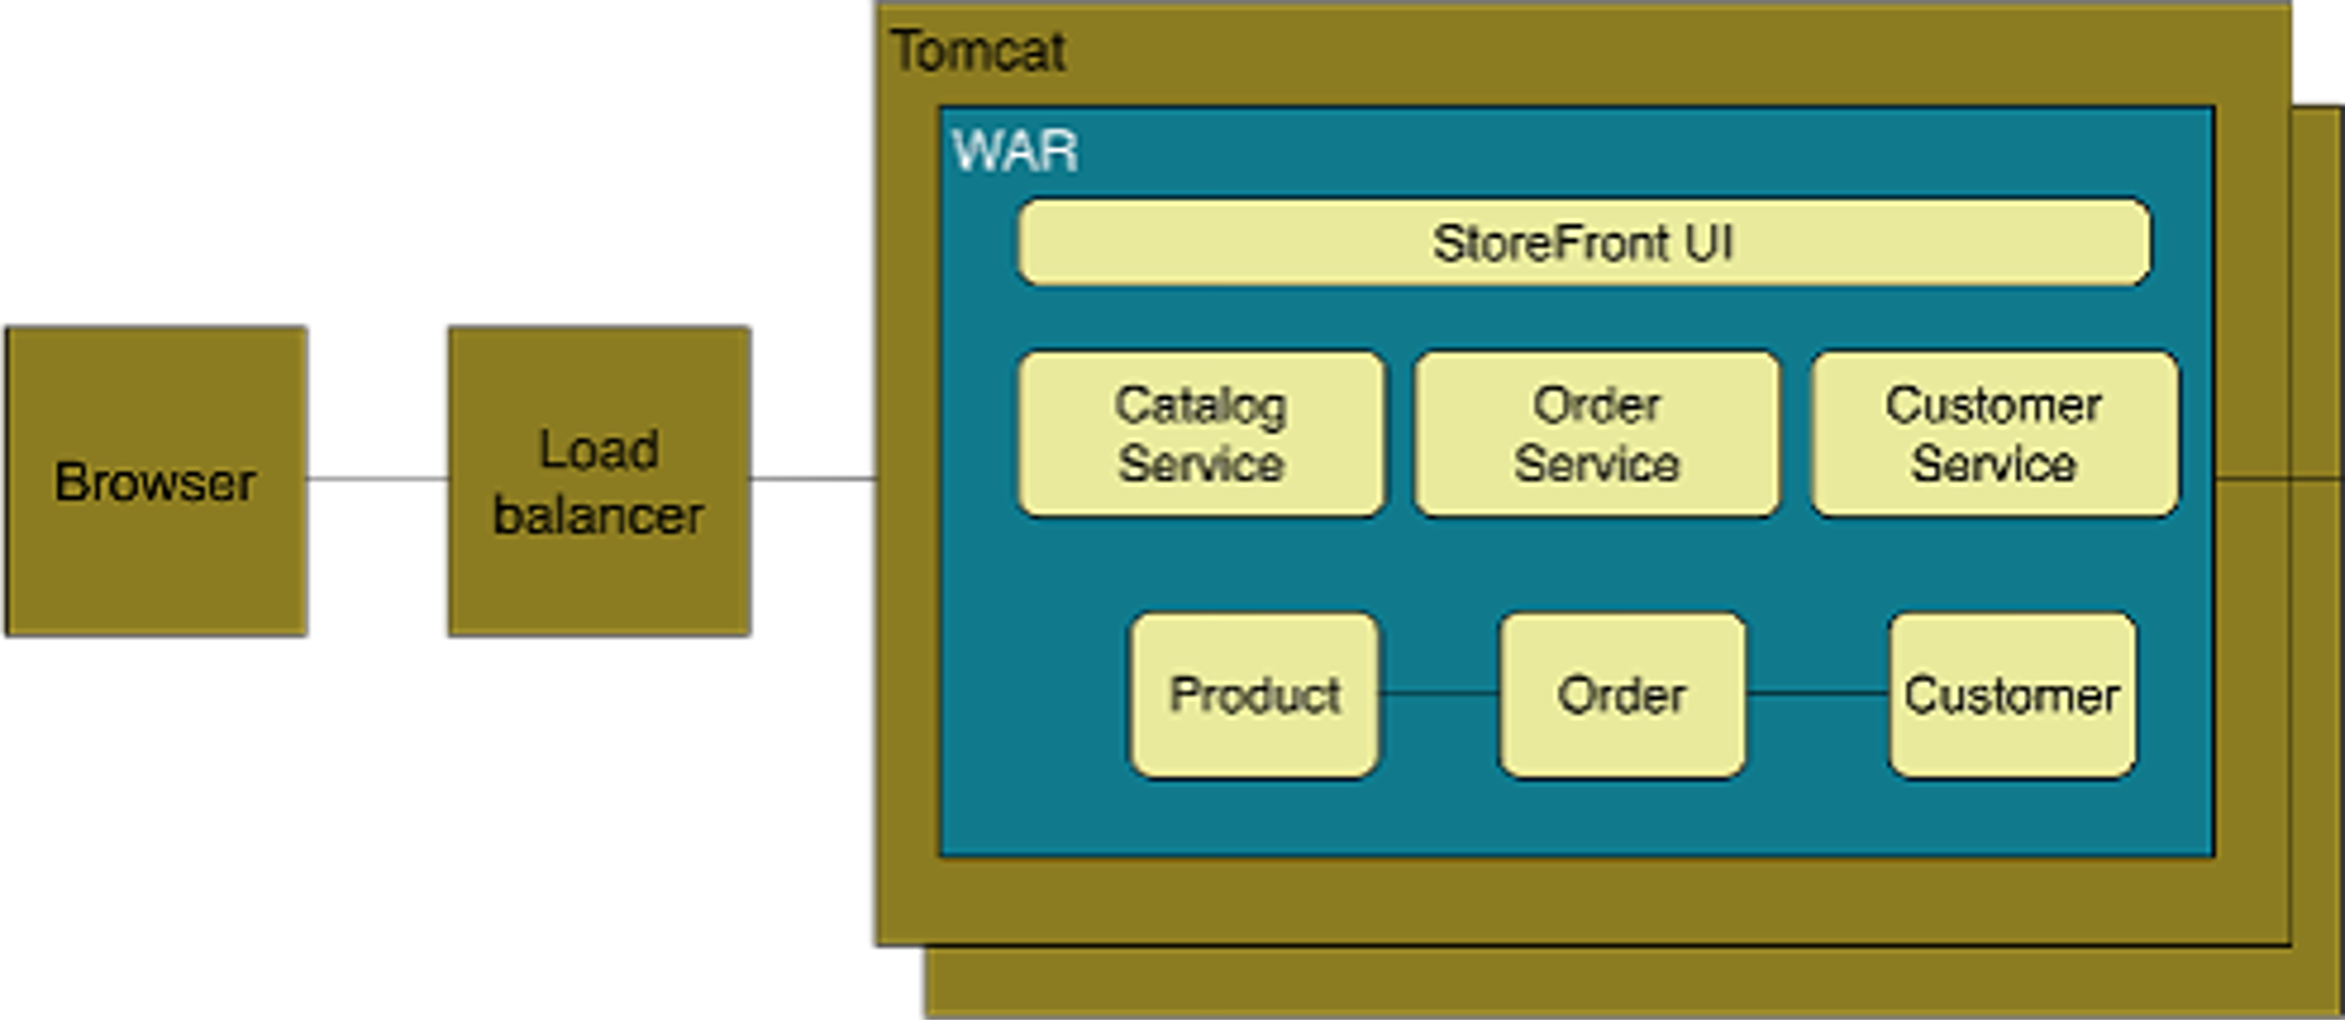 Tomcat
WAR
StoreFront UI
Browser
Load
balancer
Catalog
Service
Order
Service
Customer
Service
Product
Order
Customer